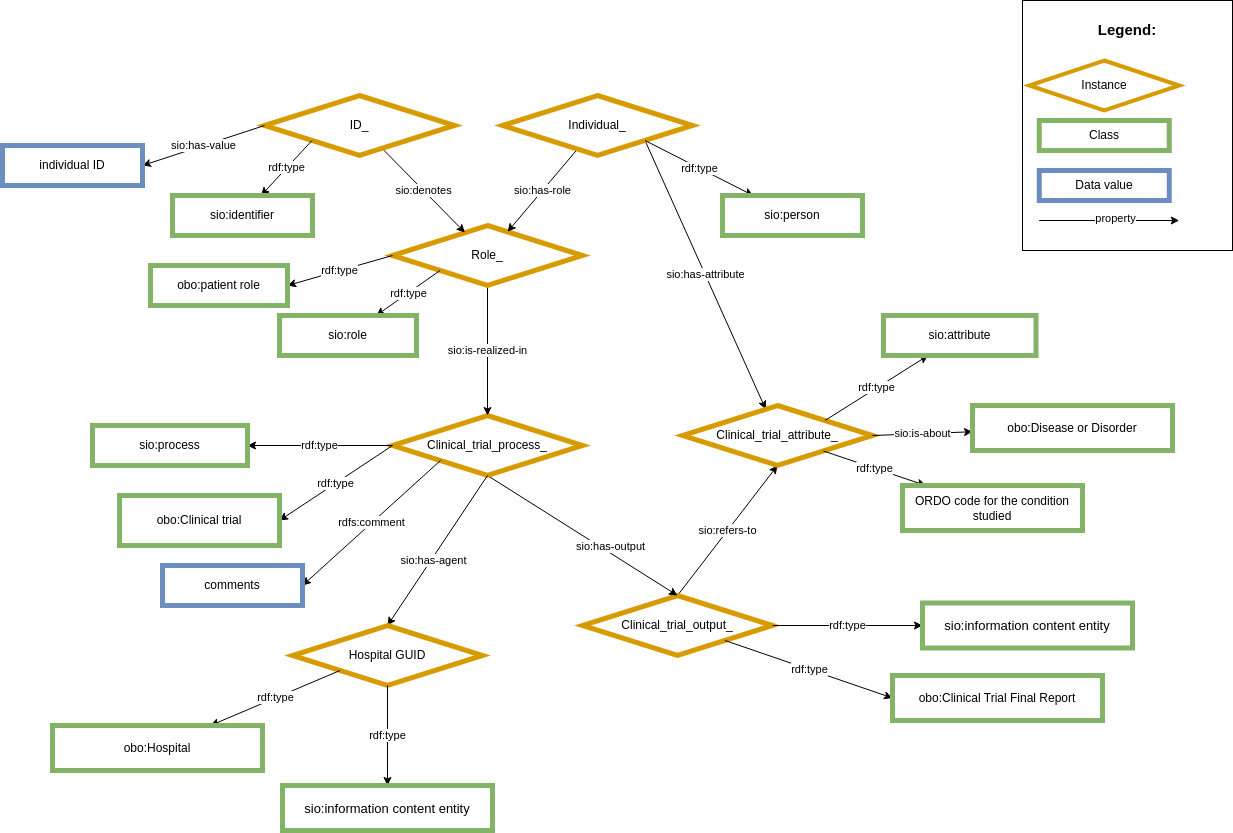 Legend:
Instance
Class
Data value
property
ID_
Individual_
sio:has-value
individual ID
rdf:type
rdf:type
sio:identifier
sio:denotes
sio:has-role
sio:person
Role_
obo:patient role
rdf:type
rdf:type
sio:has-attribute
sio:role
sio:is-realized-in
sio:attribute
rdf:type
sio:process
rdf:type
Clinical_trial_process_
Clinical_trial_attribute_
sio:is-about
obo:Disease or Disorder
rdf:type
rdf:type
ORDO code for the condition
studied
obo:Clinical trial
rdfs:comment
sio:refers-to
comments
sio:has-agent
sio:has-output
Clinical_trial_output_
rdf:type
sio:information content entity
Hospital GUID
rdf:type
rdf:type
obo:Clinical Trial Final Report
rdf:type
obo:Hospital
sio:information content entity